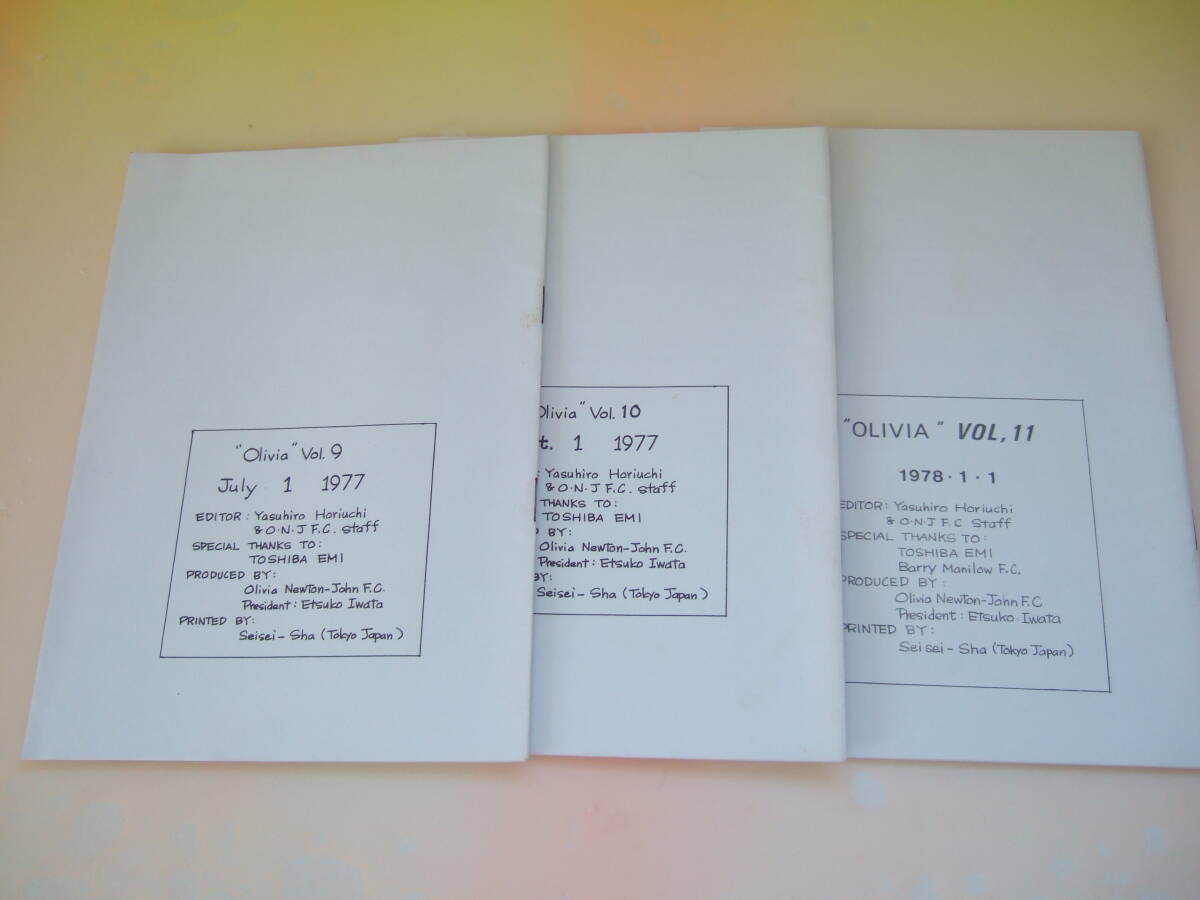 "Olivia" Vol. 9
July 1 1977
EDITOR: Yasuhiro Horiuchi
& O·N·J F.C. staff
SPECIAL THANKS TO:
TOSHIBA EMI
PRODUCED BY:
Olivia Newton-John F.C.
President: Etsuko Iwata
PRINTED BY:
Seisei-Sha (Tokyo Japan)
Olivia" Vol. 10
t. 1 1977
: Yasuhiro Horiuchi
& O·N·J F.C. staff
THANKS TO:
TOSHIBA EMI
BY:
Olivia Newton-John F.C.
President: Etsuko Iwata
BY:
Seisei-Sha (Tokyo Japan)
"OLIVIA" VOL, 11
1978·1·1
EDITOR: Yasuhiro Horiuchi
& O·N·J F.C Staff
SPECIAL THANKS TO:
TOSHIBA EMI
Barry Manilow F.C.
PRODUCED BY:
Olivia Newton-John F.C
President: Etsuko Iwata
PRINTED BY:
Seisei-Sha (Tokyo Japan)